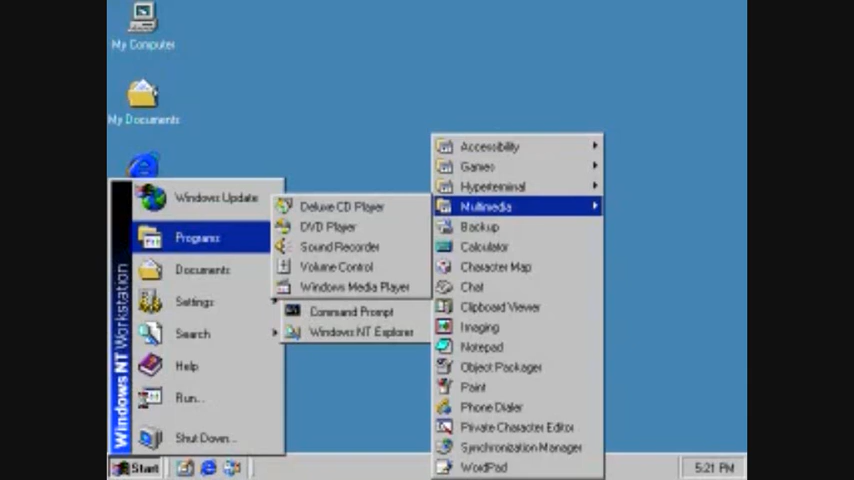 My Computer
My Documents
Windows NT Workstation
Windows Update
Programs
Documents
Settings
Search
Help
Run...
Shut Down...
Deluxe CD Player
DVD Player
Sound Recorder
Volume Control
Windows Media Player
Command Prompt
Windows NT Explorer
Accessibility
Games
Hyperterminal
Multimedia
Backup
Calculator
Character Map
Chat
Clipboard Viewer
Imaging
Notepad
Object Packager
Paint
Phone Dialer
Private Character Editor
Synchronization Manager
WordPad
Start
5:21 PM